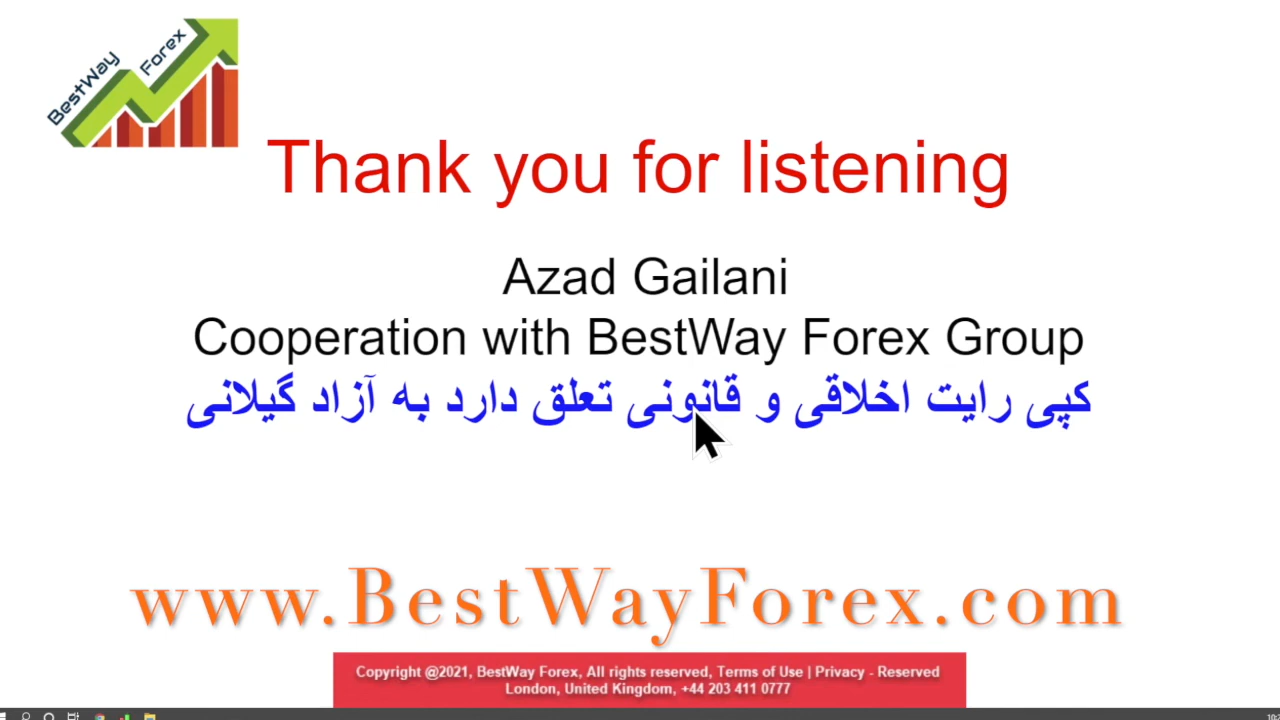 BestWay Forex
Thank you for listening
Azad Gailani
Cooperation with BestWay Forex Group
کپی رایت اخلاقی و قانونی تعلق دارد به آزاد گیلانی
www.BestWayForex.com
Copyright @2021, BestWay Forex, All rights reserved, Terms of Use | Privacy - Reserved
London, United Kingdom, +44 203 411 0777